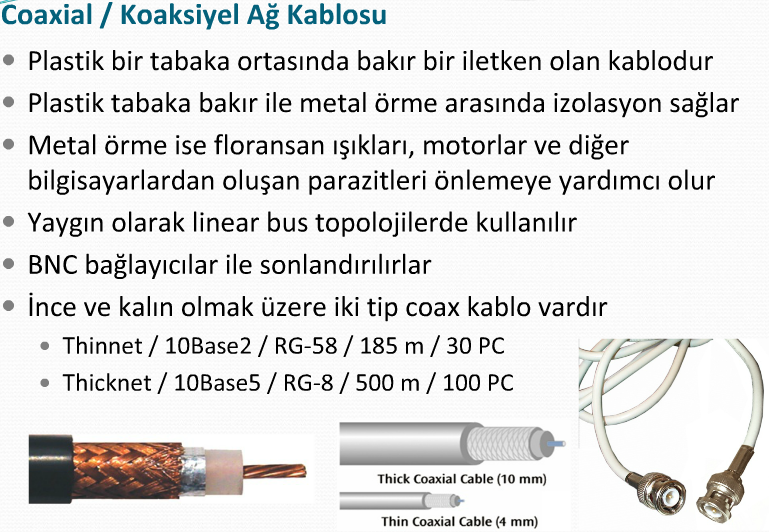 Coaxial / Koaksiyel Ağ Kablosu
Plastik bir tabaka ortasında bakır bir iletken olan kablodur
Plastik tabaka bakır ile metal örme arasında izolasyon sağlar
Metal örme ise floransan ışıkları, motorlar ve diğer
bilgisayarlardan oluşan parazitleri önlemeye yardımcı olur
Yaygın olarak linear bus topolojilerde kullanılır
BNC bağlayıcılar ile sonlandırılırlar
İnce ve kalın olmak üzere iki tip coax kablo vardır
Thinnet / 10Base2 / RG-58 / 185 m / 30 PC
Thicknet / 10Base5 / RG-8 / 500 m / 100 PC
Thick Coaxial Cable (10 mm)
Thin Coaxial Cable (4 mm)